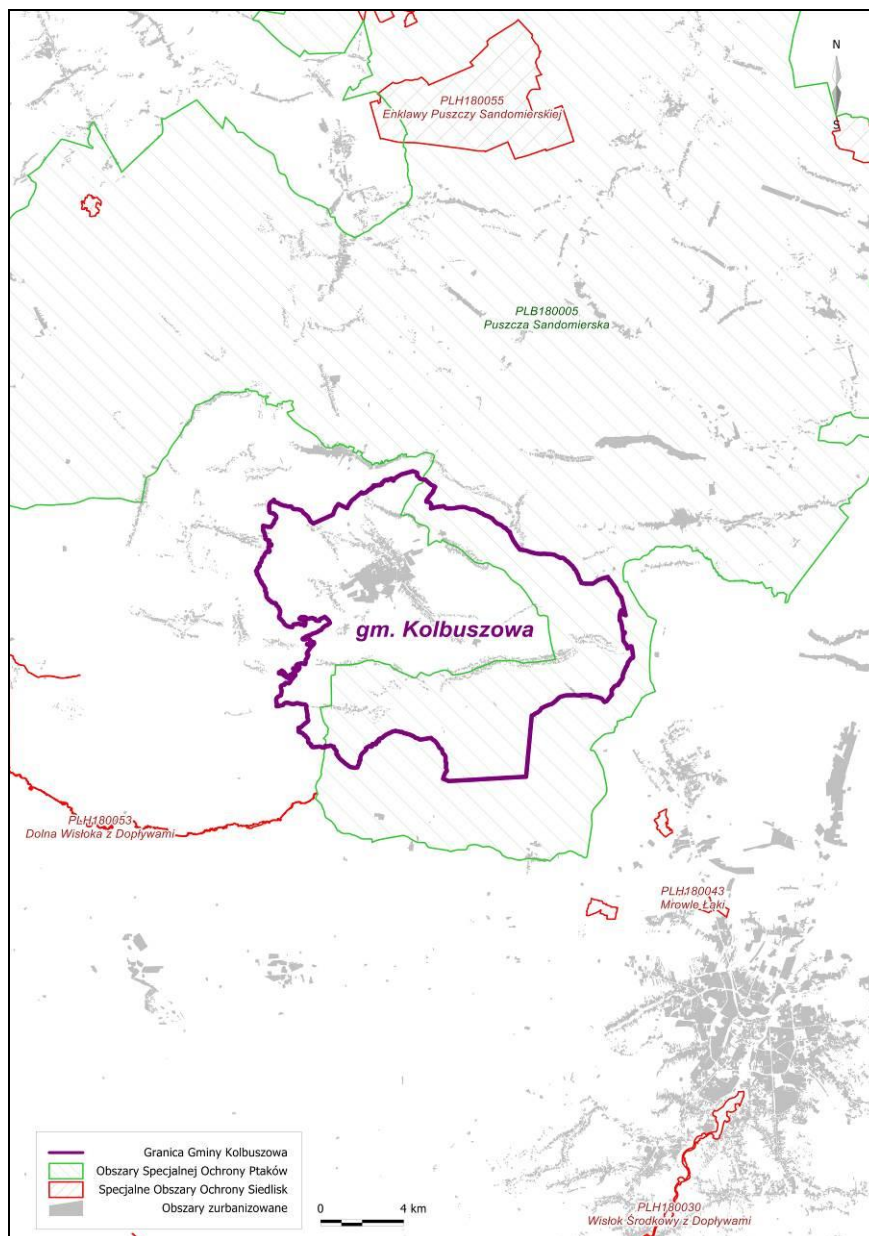 N
S
PLH180055
Enklawy Puszczy Sandomierskiej
PLB180005
Puszcza Sandomierska
gm. Kolbuszowa
PLH180053
Dolna Wisłoka z Dopływami
PLH180043
Mrowle Łąki
Granica Gminy Kolbuszowa
Obszary Specjalnej Ochrony Ptaków
Specjalne Obszary Ochrony Siedlisk
Obszary zurbanizowane
0 4 km
PLH180030
Wisłok Środkowy z Dopływami